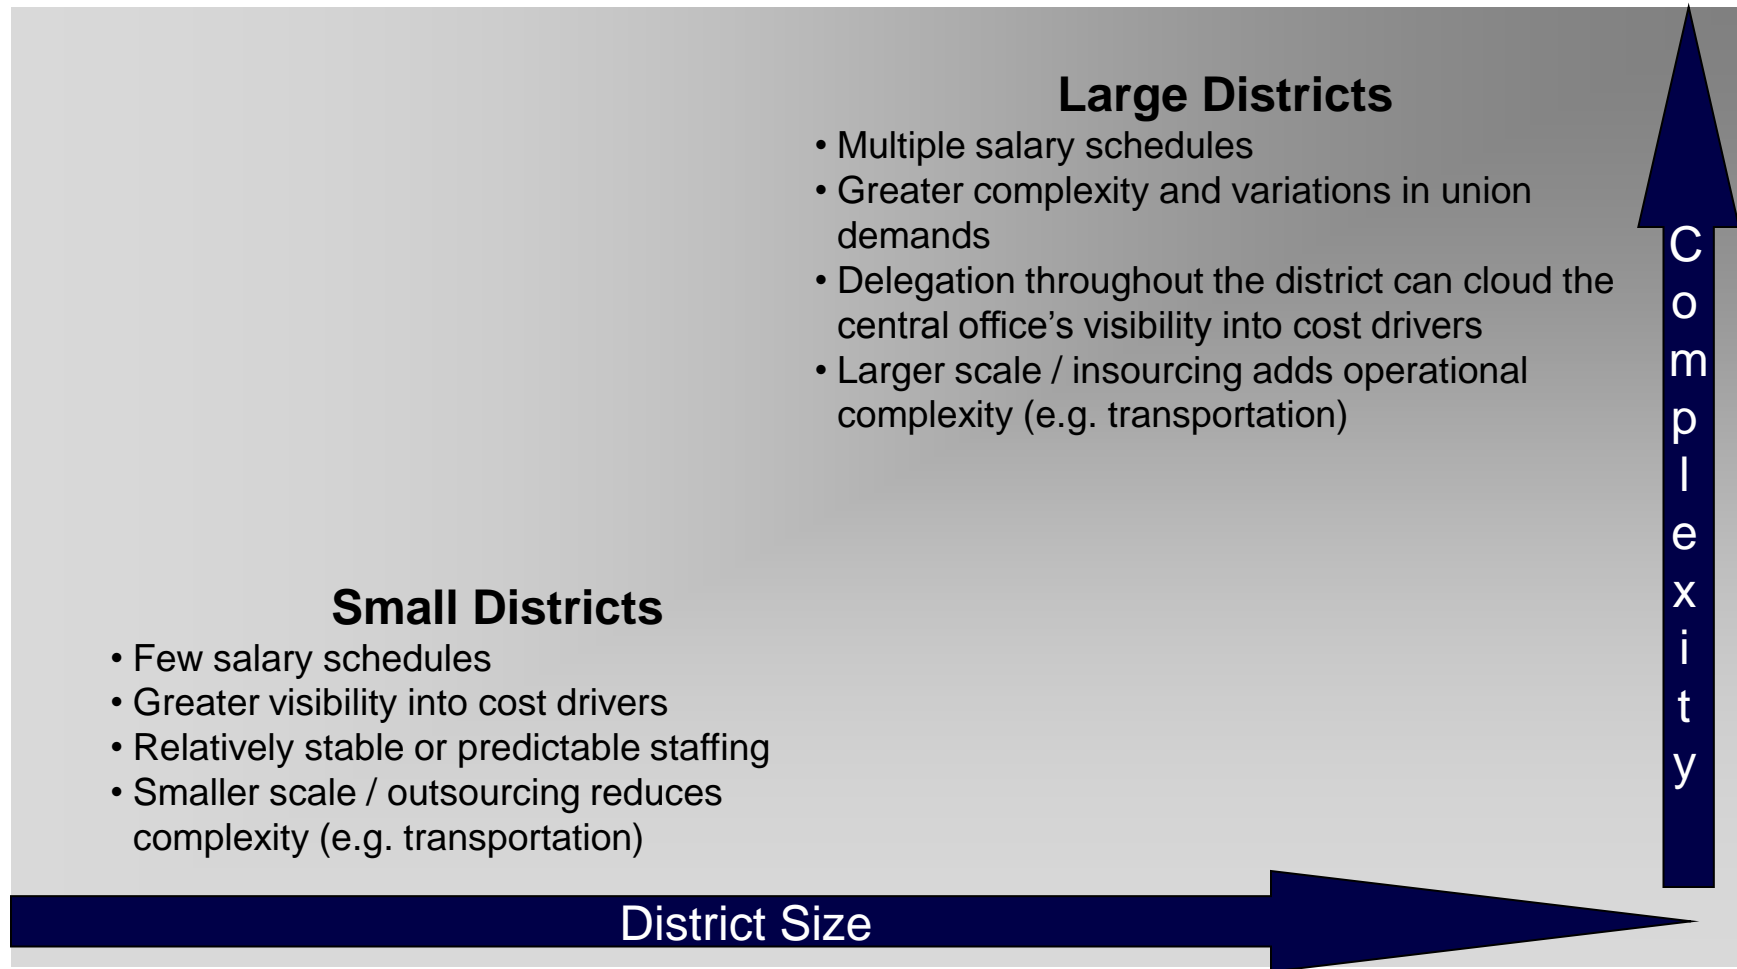 Large Districts
• Multiple salary schedules
• Greater complexity and variations in union
demands
• Delegation throughout the district can cloud the
central office’s visibility into cost drivers
• Larger scale / insourcing adds operational
complexity (e.g. transportation)
Small Districts
• Few salary schedules
• Greater visibility into cost drivers
• Relatively stable or predictable staffing
• Smaller scale / outsourcing reduces
complexity (e.g. transportation)
Complexity
District Size